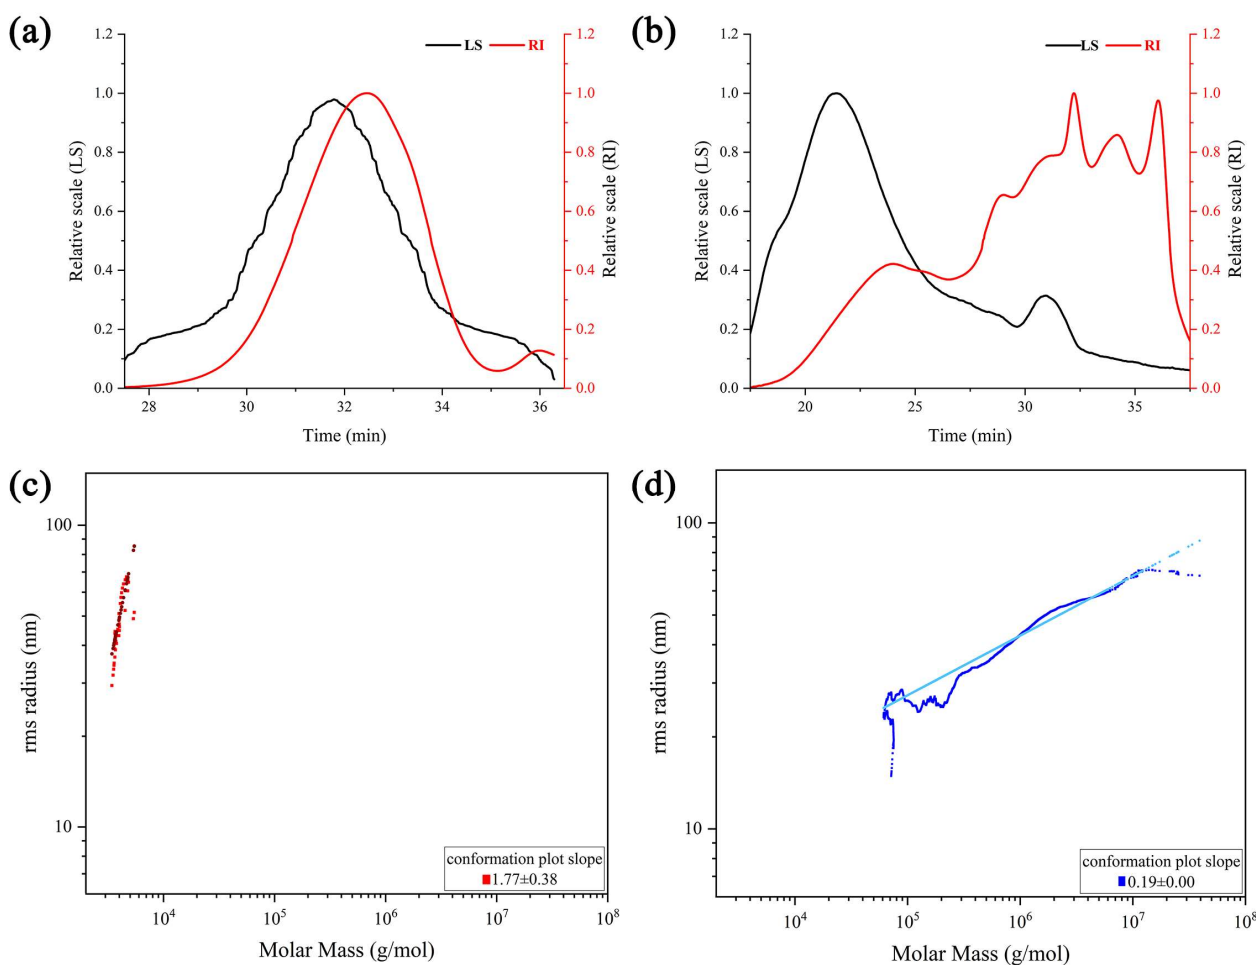 (a)
LS RI
1.2
1.0
0.8
0.6
0.4
0.2
0.0
Relative scale (LS)
1.2
1.0
0.8
0.6
0.4
0.2
0.0
Relative scale (RI)
28 30 32 34 36
Time (min)
(b)
LS RI
1.2
1.0
0.8
0.6
0.4
0.2
0.0
Relative scale (LS)
1.2
1.0
0.8
0.6
0.4
0.2
0.0
Relative scale (RI)
20 25 30 35
Time (min)
(c)
100
10
rms radius (nm)
conformation plot slope
1.77±0.38
10⁴ 10⁵ 10⁶ 10⁷ 10⁸
Molar Mass (g/mol)
(d)
100
10
rms radius (nm)
conformation plot slope
0.19±0.00
10⁴ 10⁵ 10⁶ 10⁷ 10⁸
Molar Mass (g/mol)